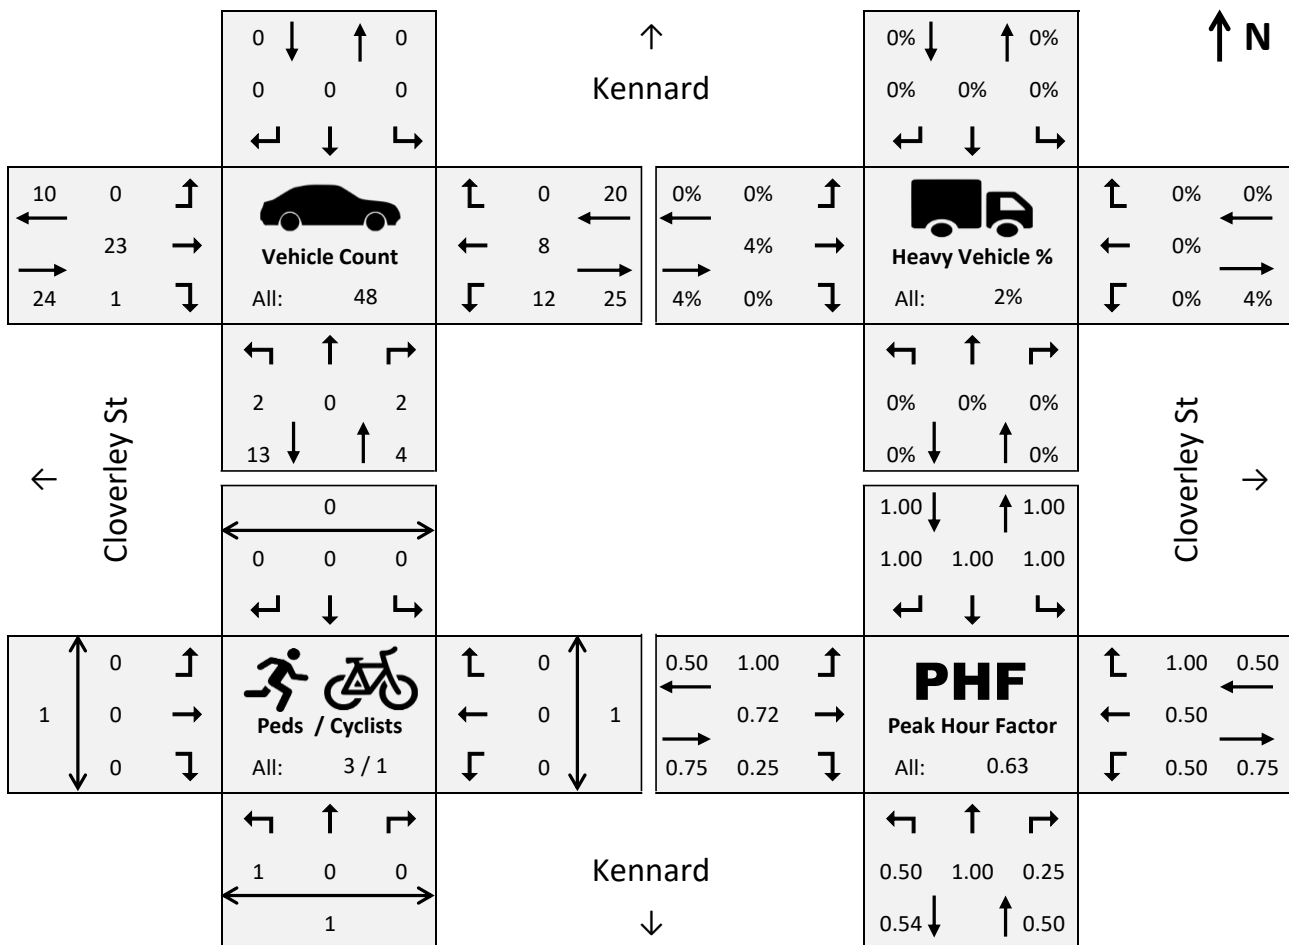 0 0 0% 0% N
Kennard
0 0 0 0% 0% 0%
10 0 0 20 0% 0% 0% 0%
23 8 4% 0%
Vehicle Count Heavy Vehicle %
24 1 All: 48 12 25 4% 0% All: 2% 0% 4%
2 0 2 0% 0% 0%
13 4 0% 0%
Cloverley St Cloverley St
0 1.00 1.00
0 0 0 1.00 1.00 1.00
0 0 0.50 1.00 PHF 1.00 0.50
1 0 0 1 0.72 0.50
Peds / Cyclists Peak Hour Factor
0 All: 3 / 1 0 0.75 0.25 All: 0.63 0.50 0.75
1 0 0 Kennard 0.50 1.00 0.25
1 0.54 0.50